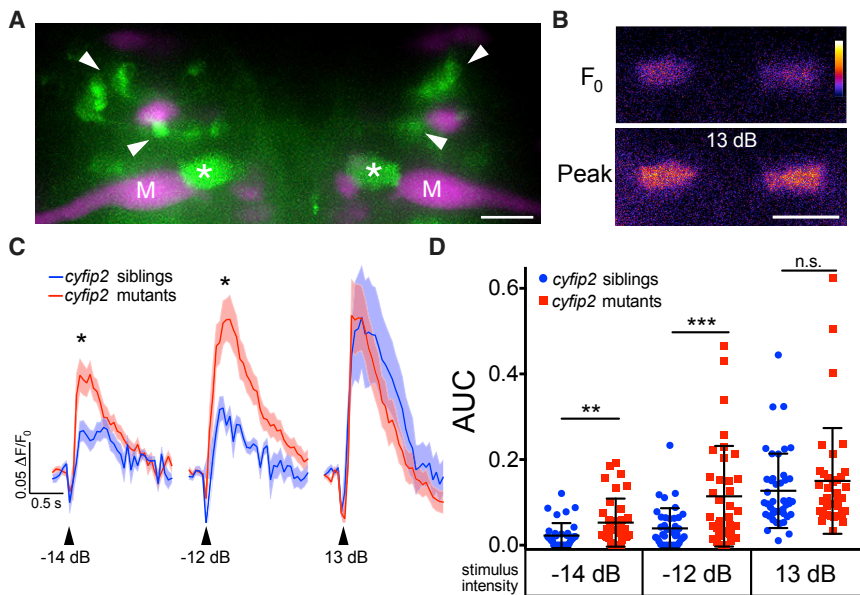 A
*
*
M
M
B
F0
13 dB
Peak
C
cyfip2 siblings
cyfip2 mutants
*
*
0.05 ΔF/F0
0.5 s
-14 dB
-12 dB
13 dB
D
cyfip2 siblings
cyfip2 mutants
n.s.
***
**
AUC
0.6
0.4
0.2
0.0
stimulus
intensity
-14 dB
-12 dB
13 dB